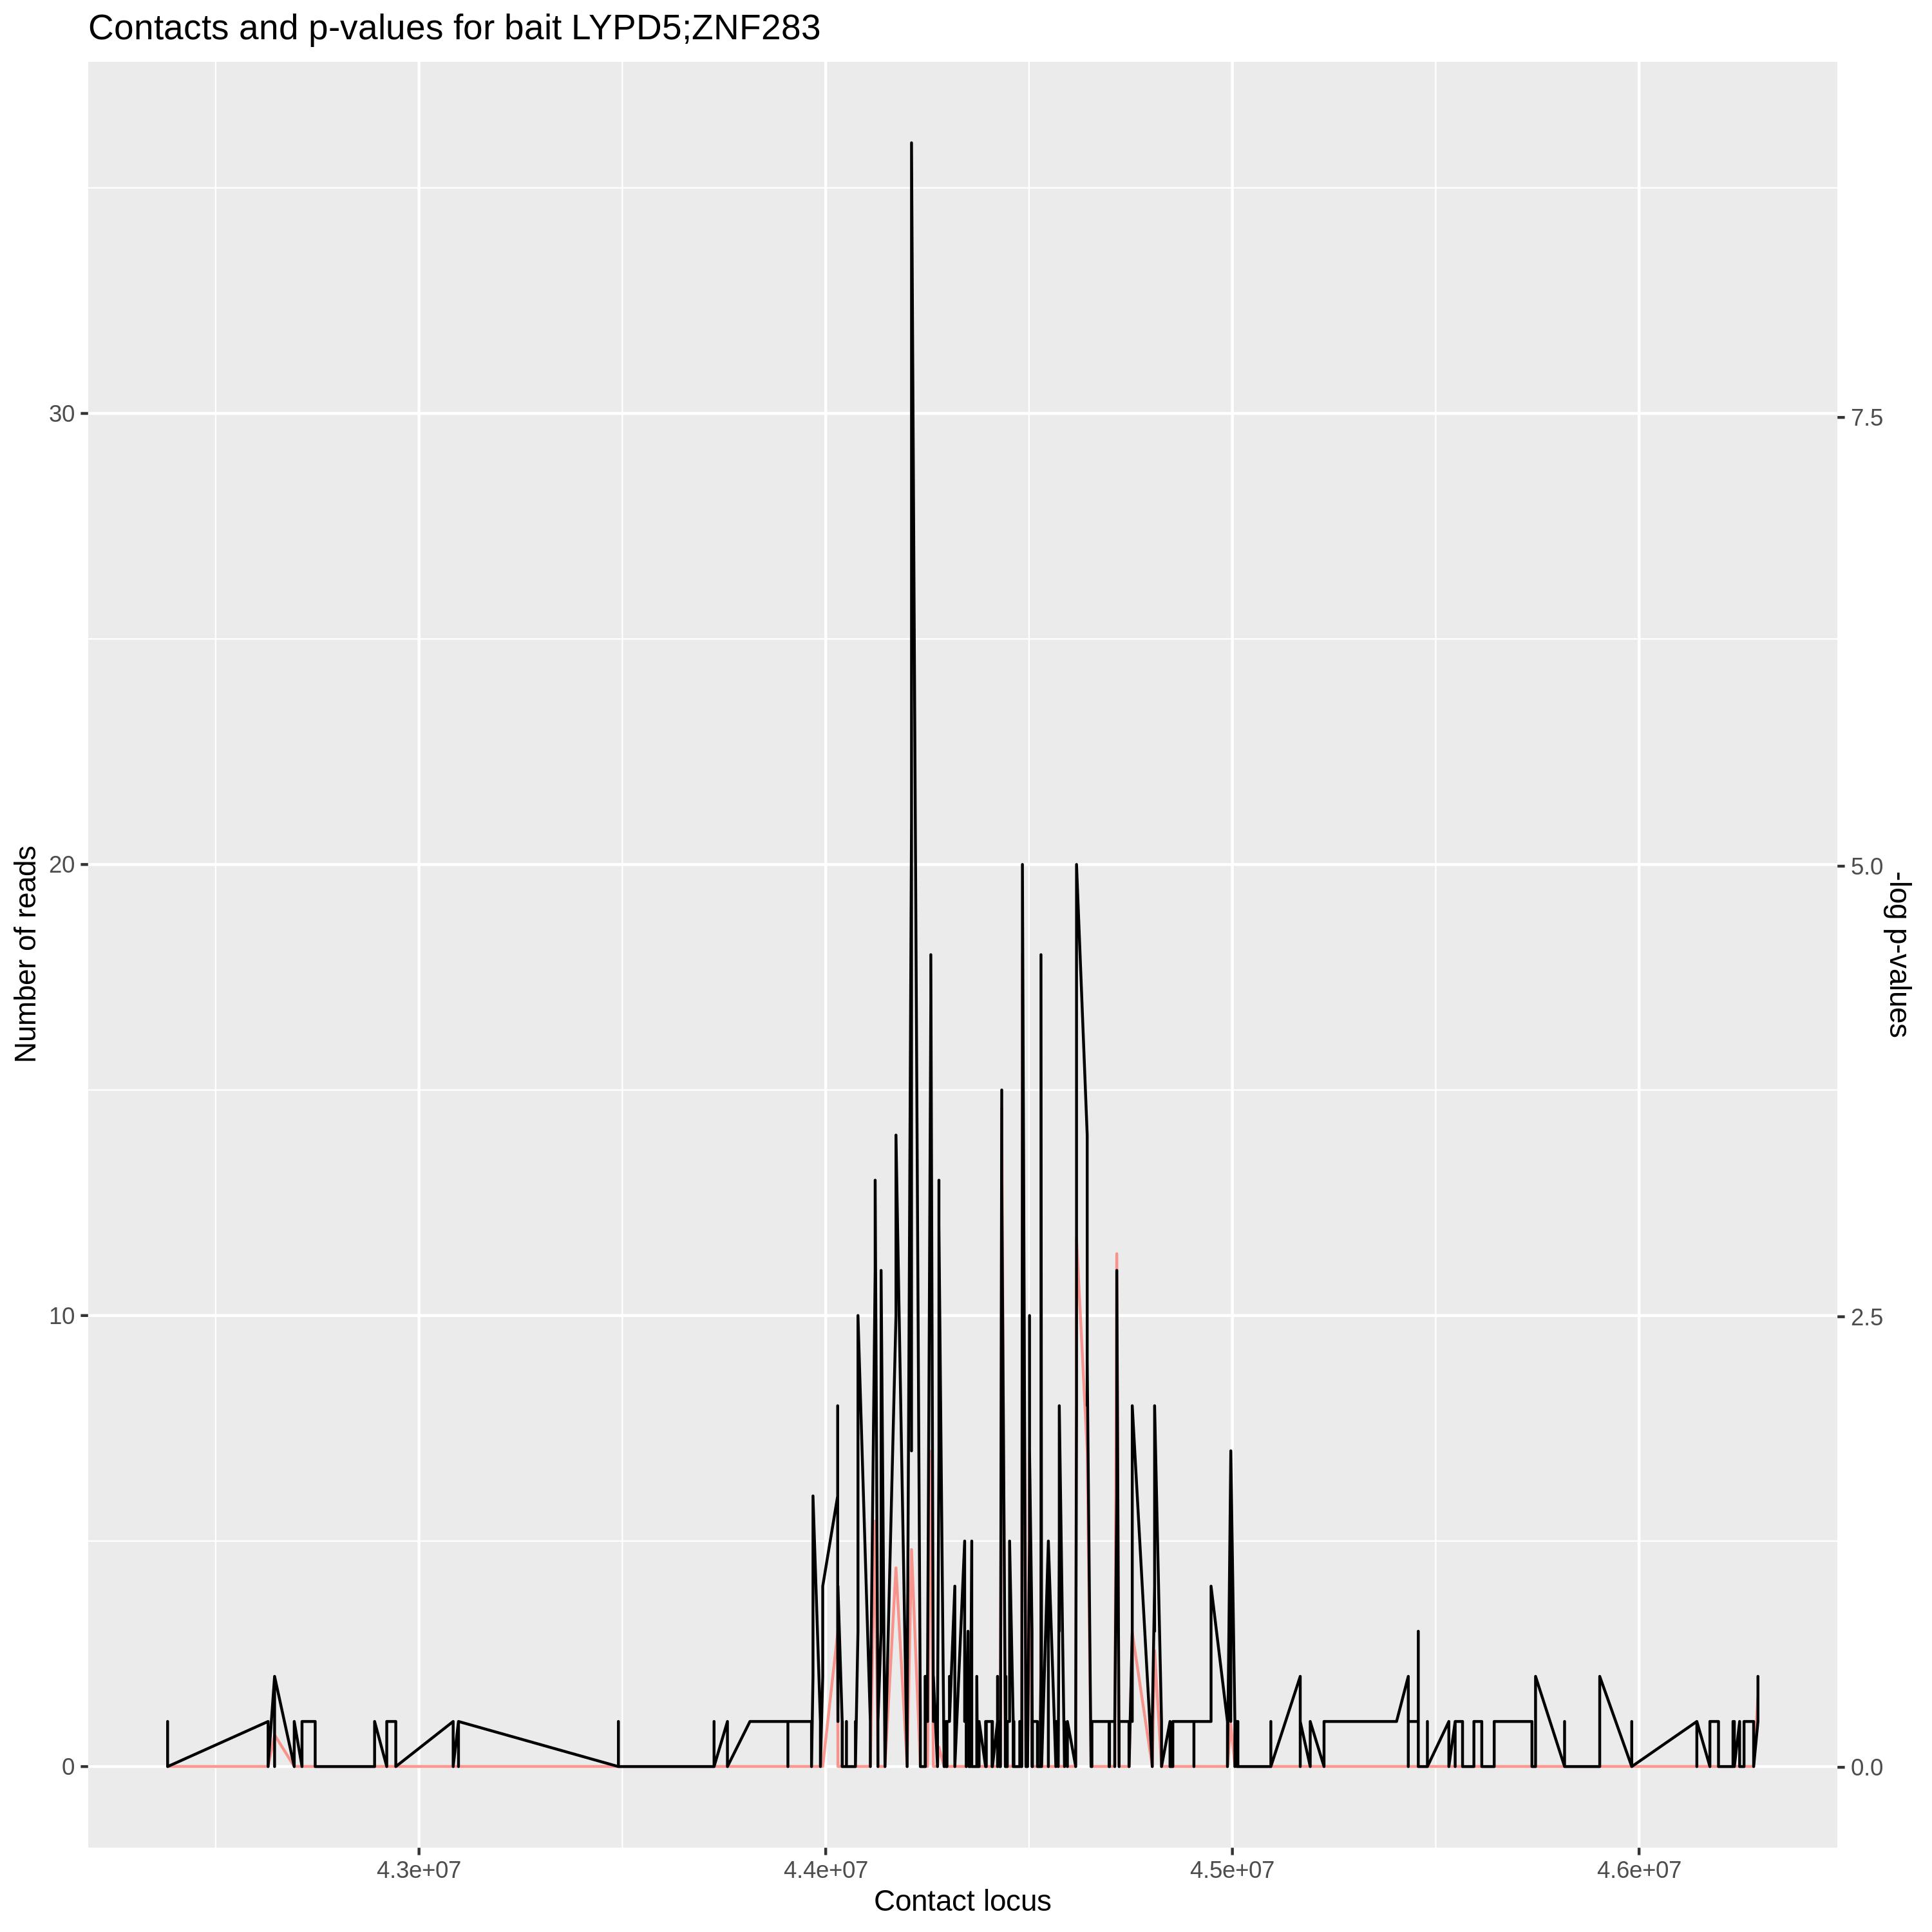 Contacts and p-values for bait LYPD5;ZNF283
Number of reads
30
20
10
0
7.5
5.0
2.5
0.0
-log p-values
4.3e+07 4.4e+07 4.5e+07 4.6e+07
Contact locus